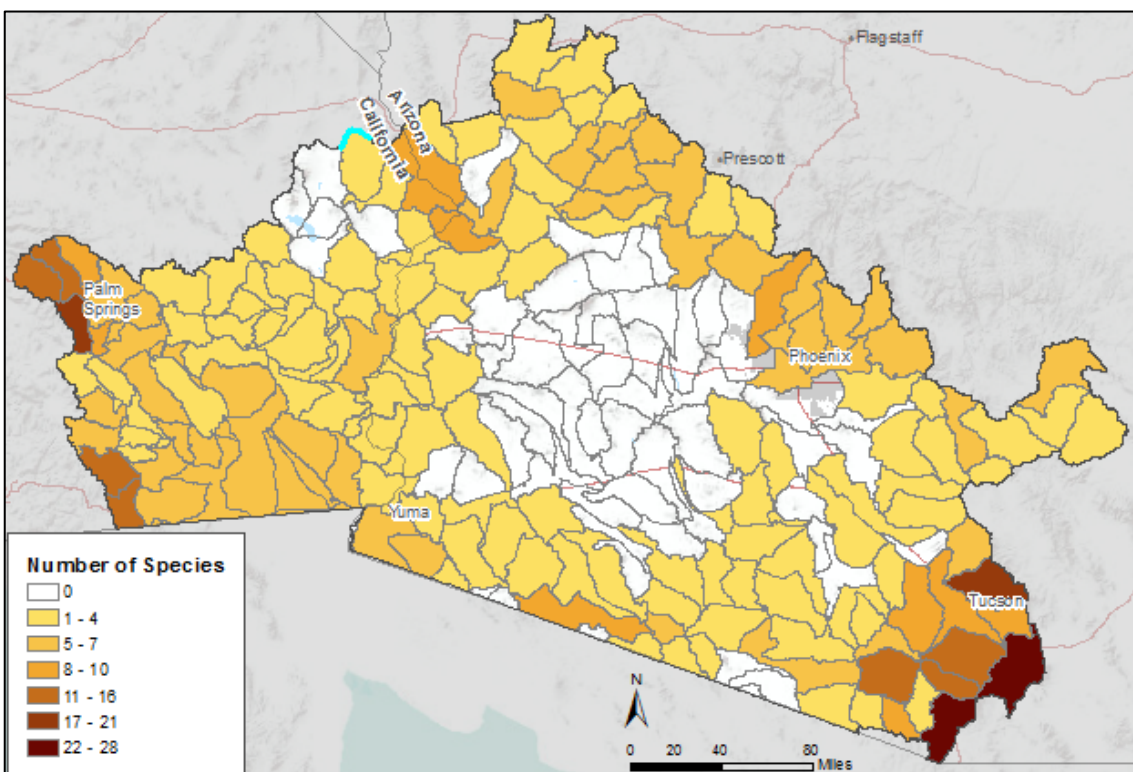 Flagstaff
Arizona
California
Prescott
Palm
Springs
Phoenix
Yuma
Tucson
Number of Species
0
1 - 4
5 - 7
8 - 10
11 - 16
17 - 21
22 - 28
N
0 20 40 80
Miles